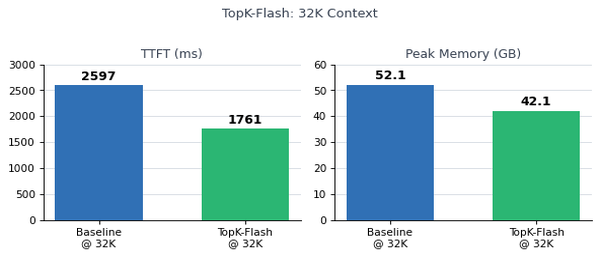 TopK-Flash: 32K Context
TTFT (ms)
3000
2500
2000
1500
1000
500
0
2597
1761
Baseline
@ 32K
TopK-Flash
@ 32K
Peak Memory (GB)
60
50
40
30
20
10
0
52.1
42.1
Baseline
@ 32K
TopK-Flash
@ 32K